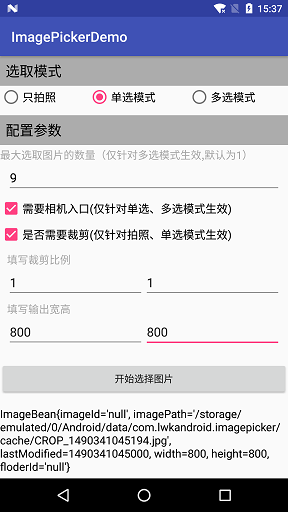 15:37
ImagePickerDemo
选取模式
只拍照 单选模式 多选模式
配置参数
最大选取图片的数量（仅针对多选模式生效,默认为1）
9
需要相机入口(仅针对单选、多选模式生效)
是否需要裁剪(仅针对拍照、单选模式生效)
填写裁剪比例
1 1
填写输出宽高
800 800
开始选择图片
ImageBean{imageId='null', imagePath='/storage/
emulated/0/Android/data/com.lwkandroid.imagepicker/
cache/CROP_1490341045194.jpg',
lastModified=1490341045000, width=800, height=800,
floderId='null'}